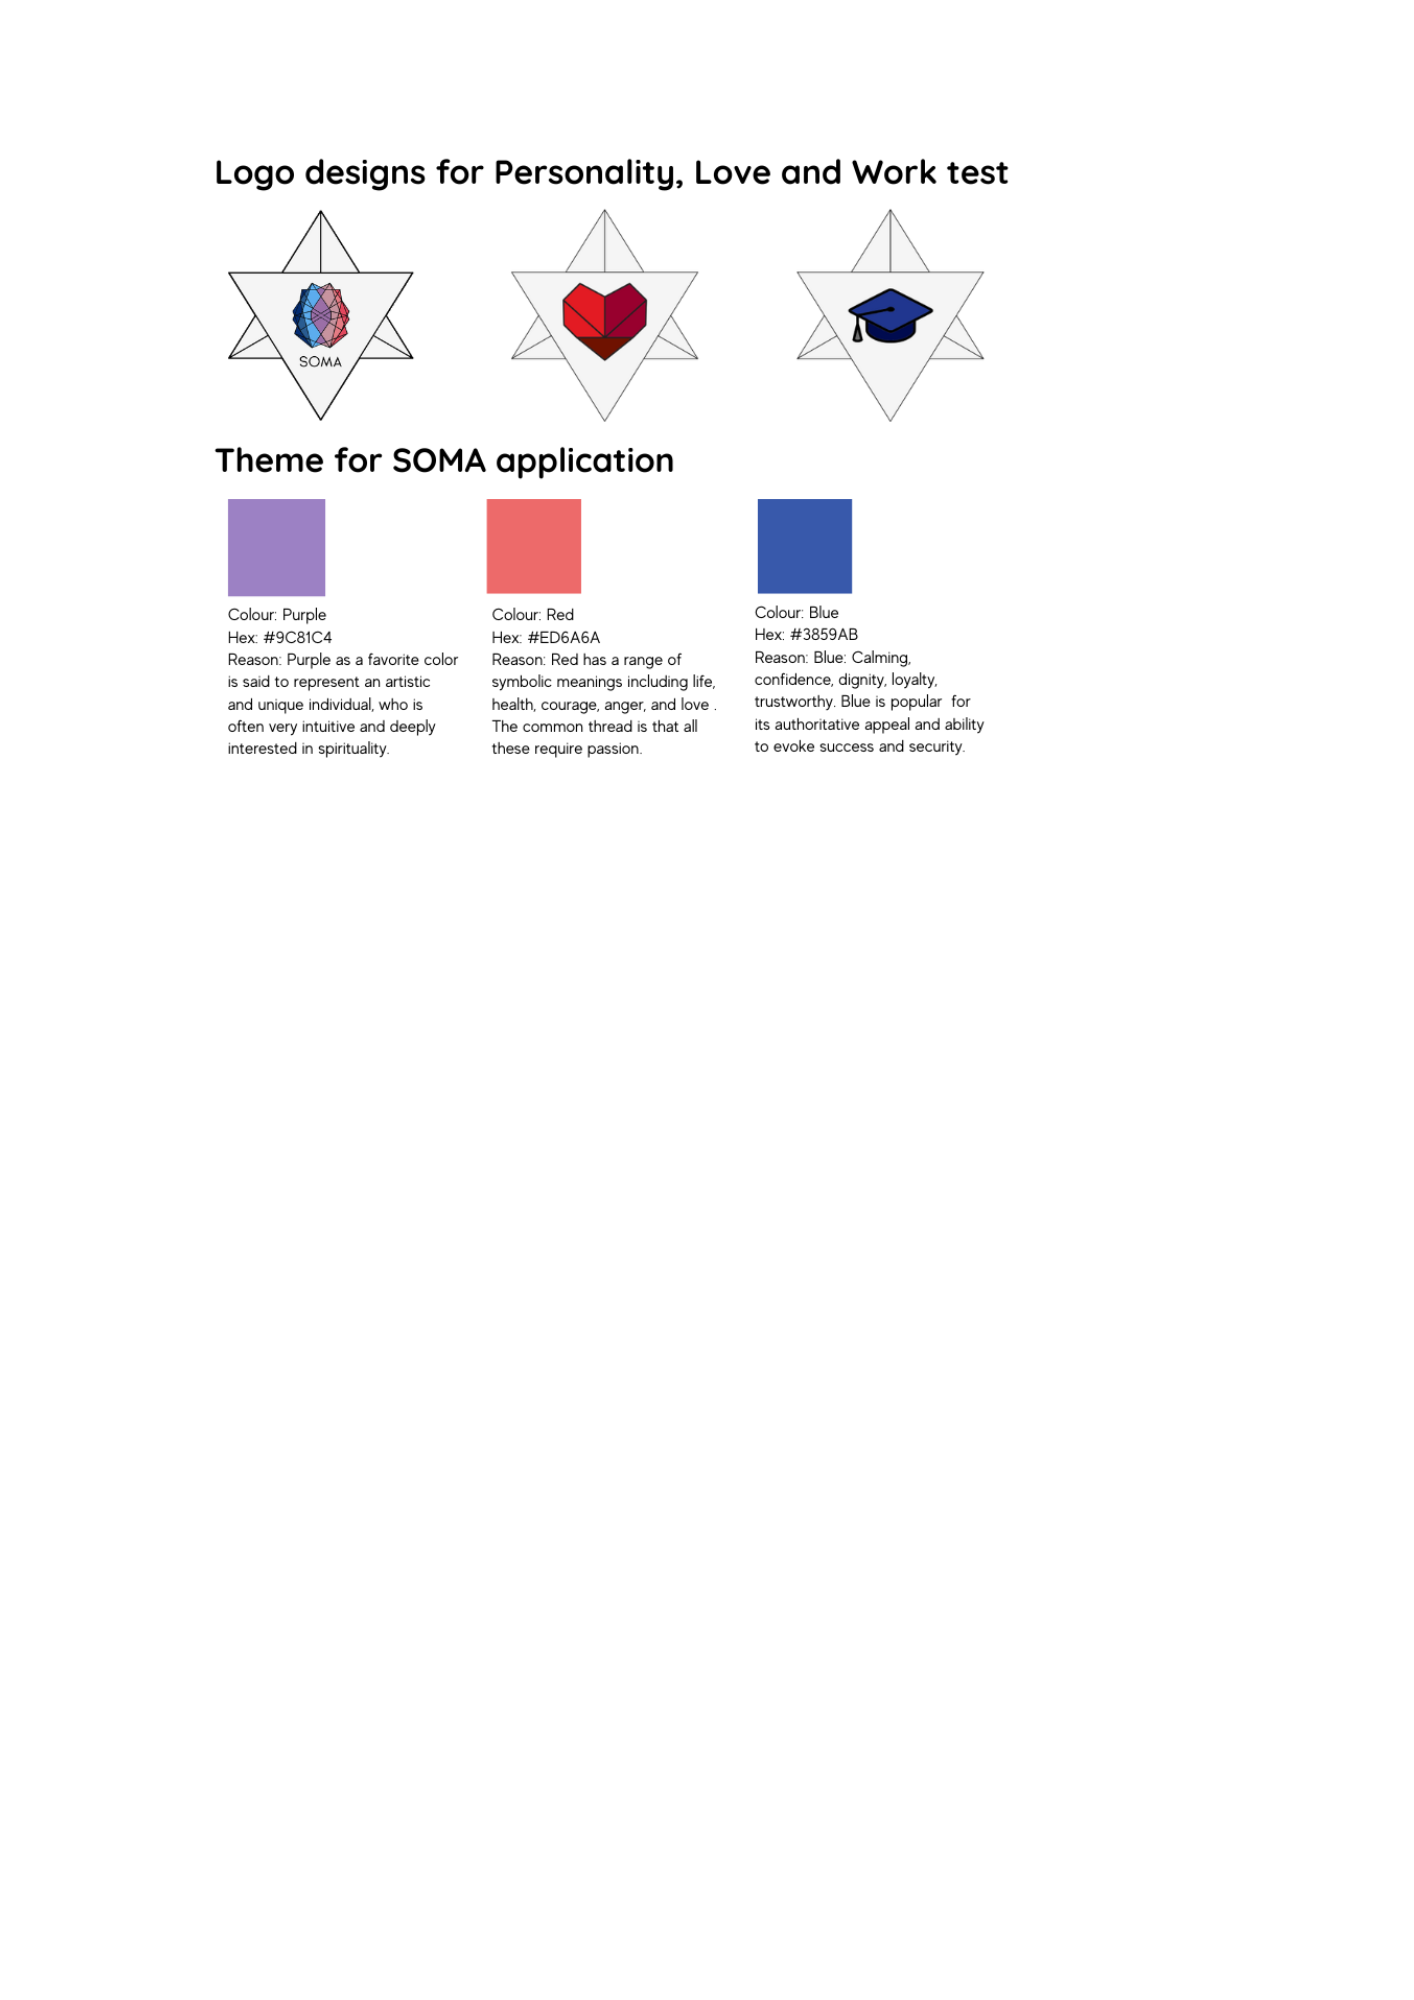 Logo designs for Personality, Love and Work test
SOMA
Theme for SOMA application
Colour: Purple
Hex: #9C81C4
Reason: Purple as a favorite color
is said to represent an artistic
and unique individual, who is
often very intuitive and deeply
interested in spirituality.
Colour: Red
Hex: #ED6A6A
Reason: Red has a range of
symbolic meanings including life,
health, courage, anger, and love .
The common thread is that all
these require passion.
Colour: Blue
Hex: #3859AB
Reason: Blue: Calming,
confidence, dignity, loyalty,
trustworthy. Blue is popular  for
its authoritative appeal and ability
to evoke success and security.